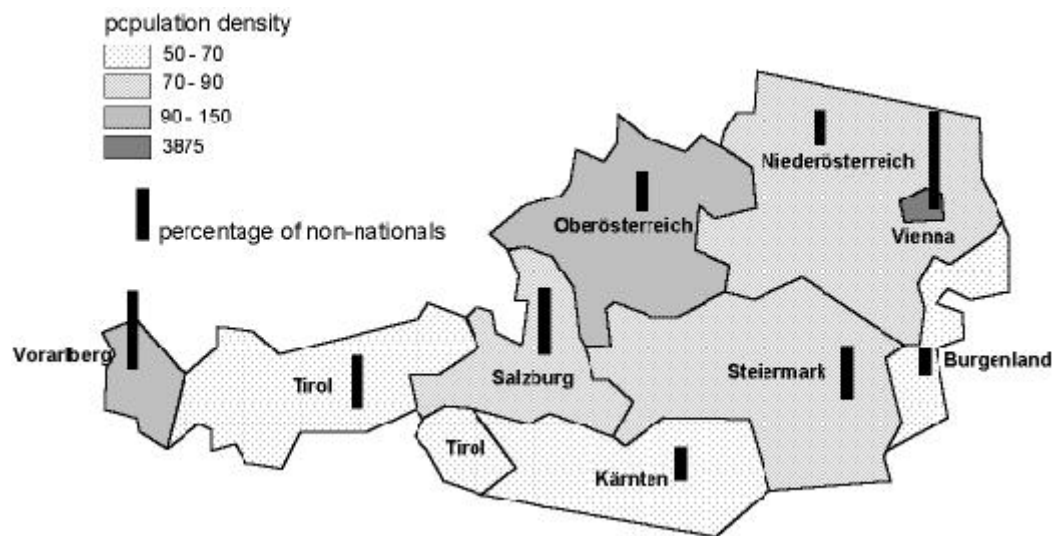 pcpulation density
50 - 70
70 - 90
90 - 150
3875
percentage of non-nationals
Niederösterreich
Oberösterreich
Vienna
Vorarlberg
Tirol
Salzburg
Steiermark
Burgenland
Tirol
Kärnten